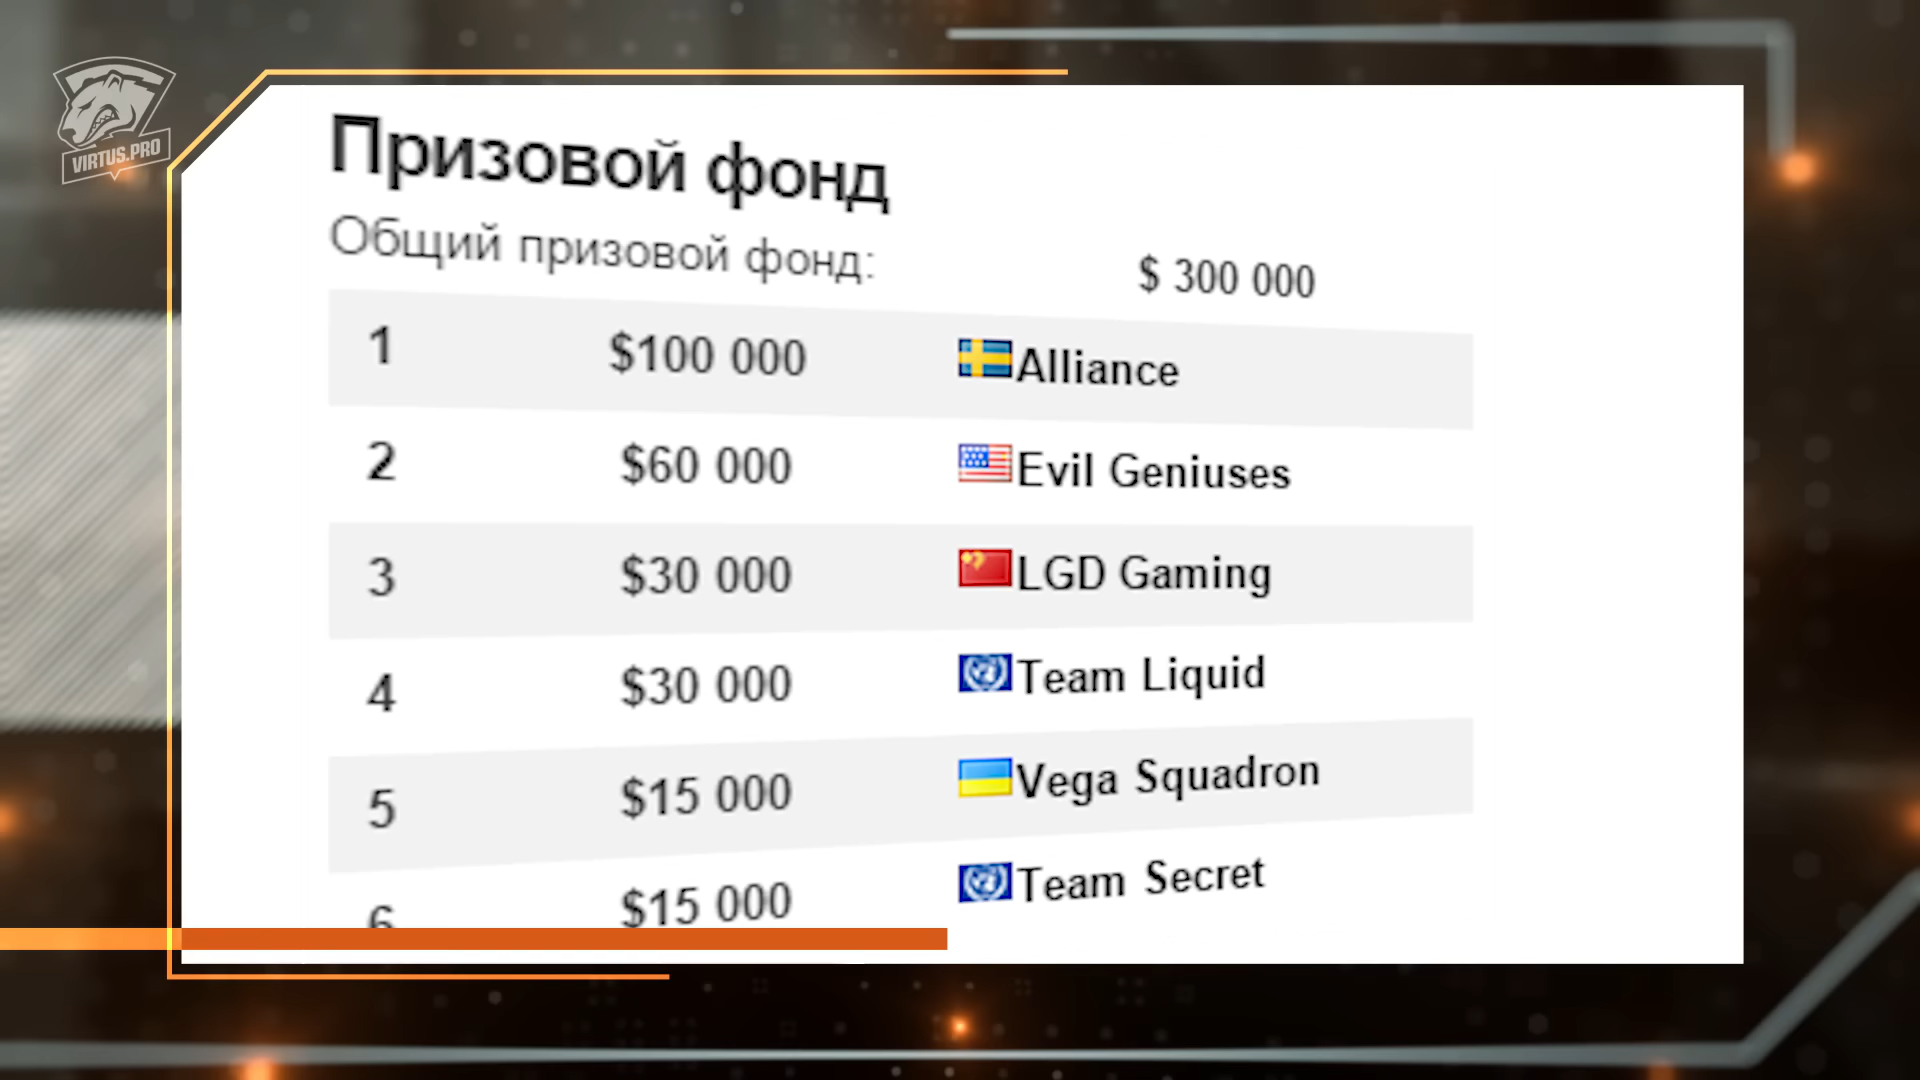 VIRTUS.PRO
Призовой фонд
Общий призовой фонд: $ 300 000
1 $100 000 Alliance
2 $60 000 Evil Geniuses
3 $30 000 LGD Gaming
4 $30 000 Team Liquid
5 $15 000 Vega Squadron
6 $15 000 Team Secret